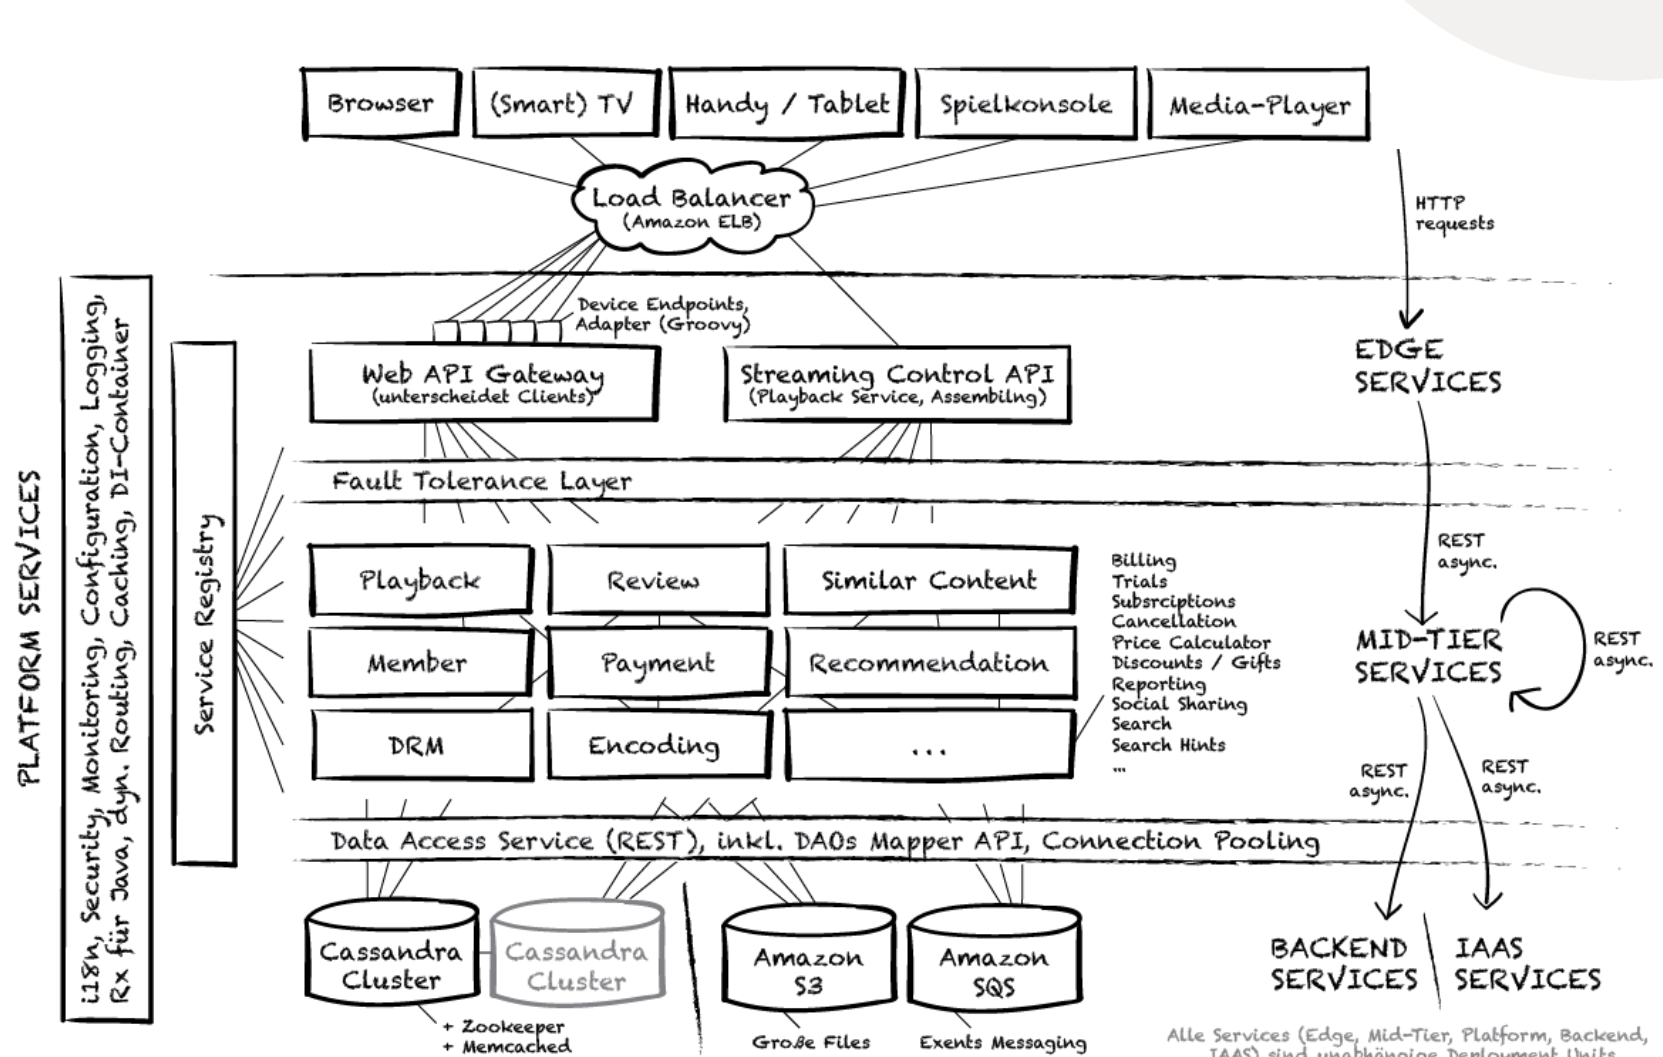 Browser
(Smart) TV
Handy / Tablet
Spielkonsole
Media-Player
Load Balancer
(Amazon ELB)
HTTP
requests
Device Endpoints,
Adapter (Groovy)
Web API Gateway
(unterscheidet Clients)
Streaming Control API
(Playback Service, Assembilng)
EDGE
SERVICES
Fault Tolerance Layer
REST
async.
PLATFORM SERVICES
i18n, Security, Monitoring, Configuration, Logging,
Rx für Java, dyn. Routing, Caching, DI-Container
Service Registry
Playback
Review
Similar Content
Member
Payment
Recommendation
DRM
Encoding
...
Billing
Trials
Subsrciptions
Cancellation
Price Calculator
Discounts / Gifts
Reporting
Social Sharing
Search
Search Hints
...
MID-TIER
SERVICES
REST
async.
REST
async.
REST
async.
Data Access Service (REST), inkl. DAOs Mapper API, Connection Pooling
Cassandra
Cluster
Cassandra
Cluster
Amazon
S3
Amazon
SQS
BACKEND
SERVICES
IAAS
SERVICES
+ Zookeeper
+ Memcached
Große Files
Exents Messaging
Alle Services (Edge, Mid-Tier, Platform, Backend,
IAAS) sind unabhängige Deployment Units